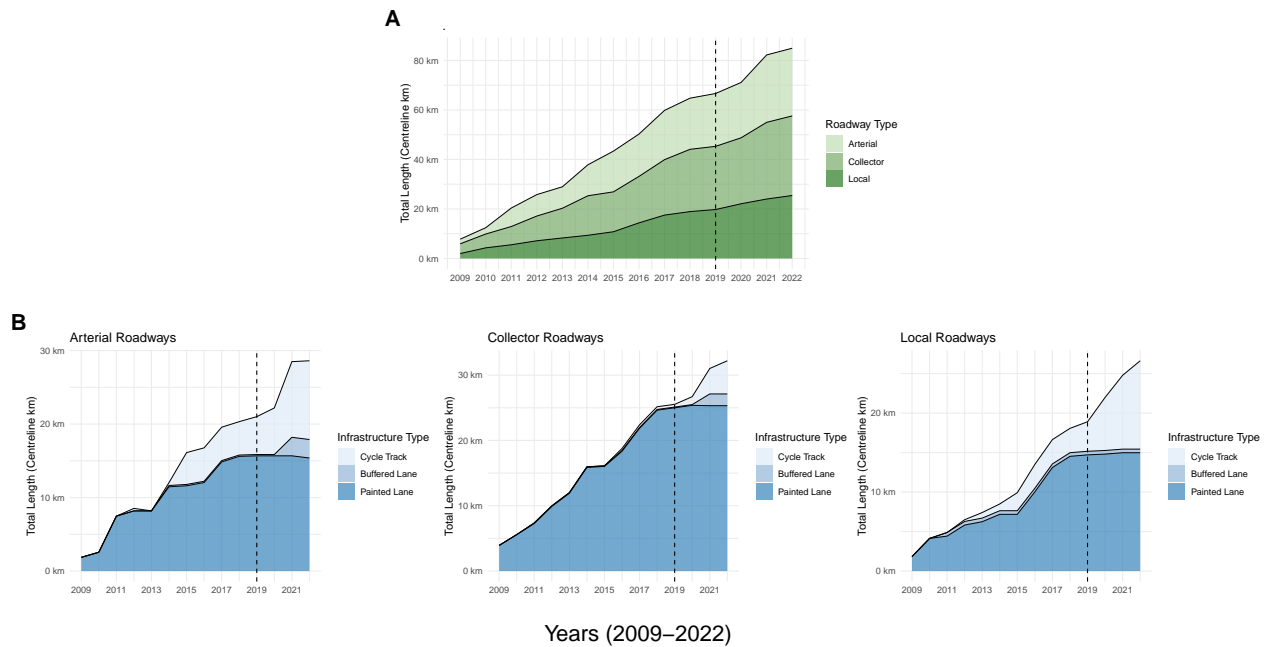 A
Total Length (Centreline km)
80 km
60 km
40 km
20 km
0 km
2009 2010 2011 2012 2013 2014 2015 2016 2017 2018 2019 2020 2021 2022
Roadway Type
Arterial
Collector
Local
B
Arterial Roadways
Total Length (Centreline km)
30 km
20 km
10 km
0 km
2009 2011 2013 2015 2017 2019 2021
Infrastructure Type
Cycle Track
Buffered Lane
Painted Lane
Collector Roadways
Total Length (Centreline km)
30 km
20 km
10 km
0 km
2009 2011 2013 2015 2017 2019 2021
Infrastructure Type
Cycle Track
Buffered Lane
Painted Lane
Local Roadways
Total Length (Centreline km)
20 km
10 km
0 km
2009 2011 2013 2015 2017 2019 2021
Infrastructure Type
Cycle Track
Buffered Lane
Painted Lane
Years (2009–2022)